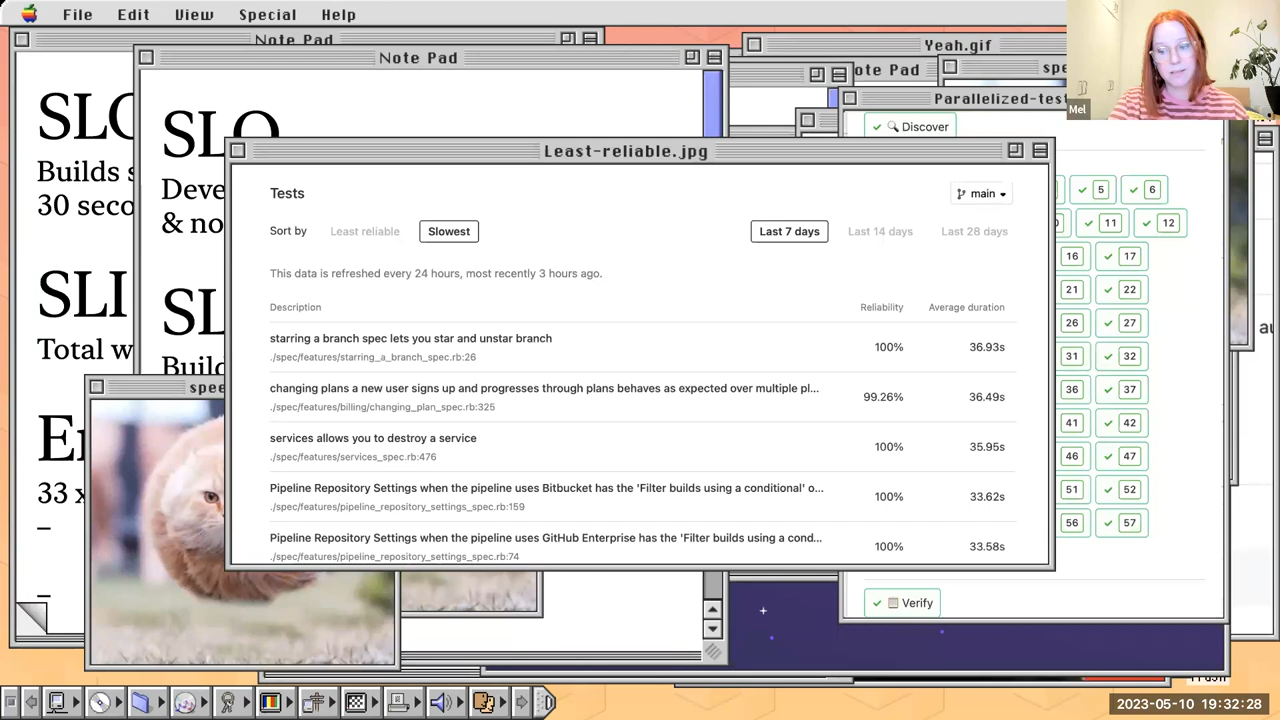 File Edit View Special Help
Note Pad
Note Pad
Yeah.gif
ote Pad
spe
Parallelized-test
Mel
Discover
SLO
Builds s
30 seco
SLI
Total w
Er
33 x
–
–
SLO
Deve
& no
SL
Build
spee
Least-reliable.jpg
Tests
main
Sort by Least reliable Slowest Last 7 days Last 14 days Last 28 days
This data is refreshed every 24 hours, most recently 3 hours ago.
Description Reliability Average duration
starring a branch spec lets you star and unstar branch
./spec/features/starring_a_branch_spec.rb:26
100% 36.93s
changing plans a new user signs up and progresses through plans behaves as expected over multiple pl...
./spec/features/billing/changing_plan_spec.rb:325
99.26% 36.49s
services allows you to destroy a service
./spec/features/services_spec.rb:476
100% 35.95s
Pipeline Repository Settings when the pipeline uses Bitbucket has the 'Filter builds using a conditional' o...
./spec/features/pipeline_repository_settings_spec.rb:159
100% 33.62s
Pipeline Repository Settings when the pipeline uses GitHub Enterprise has the 'Filter builds using a cond...
./spec/features/pipeline_repository_settings_spec.rb:74
100% 33.58s
5 6
11 12
16 17
21 22
26 27
31 32
36 37
41 42
46 47
51 52
56 57
Verify
au
2023-05-10 19:32:28